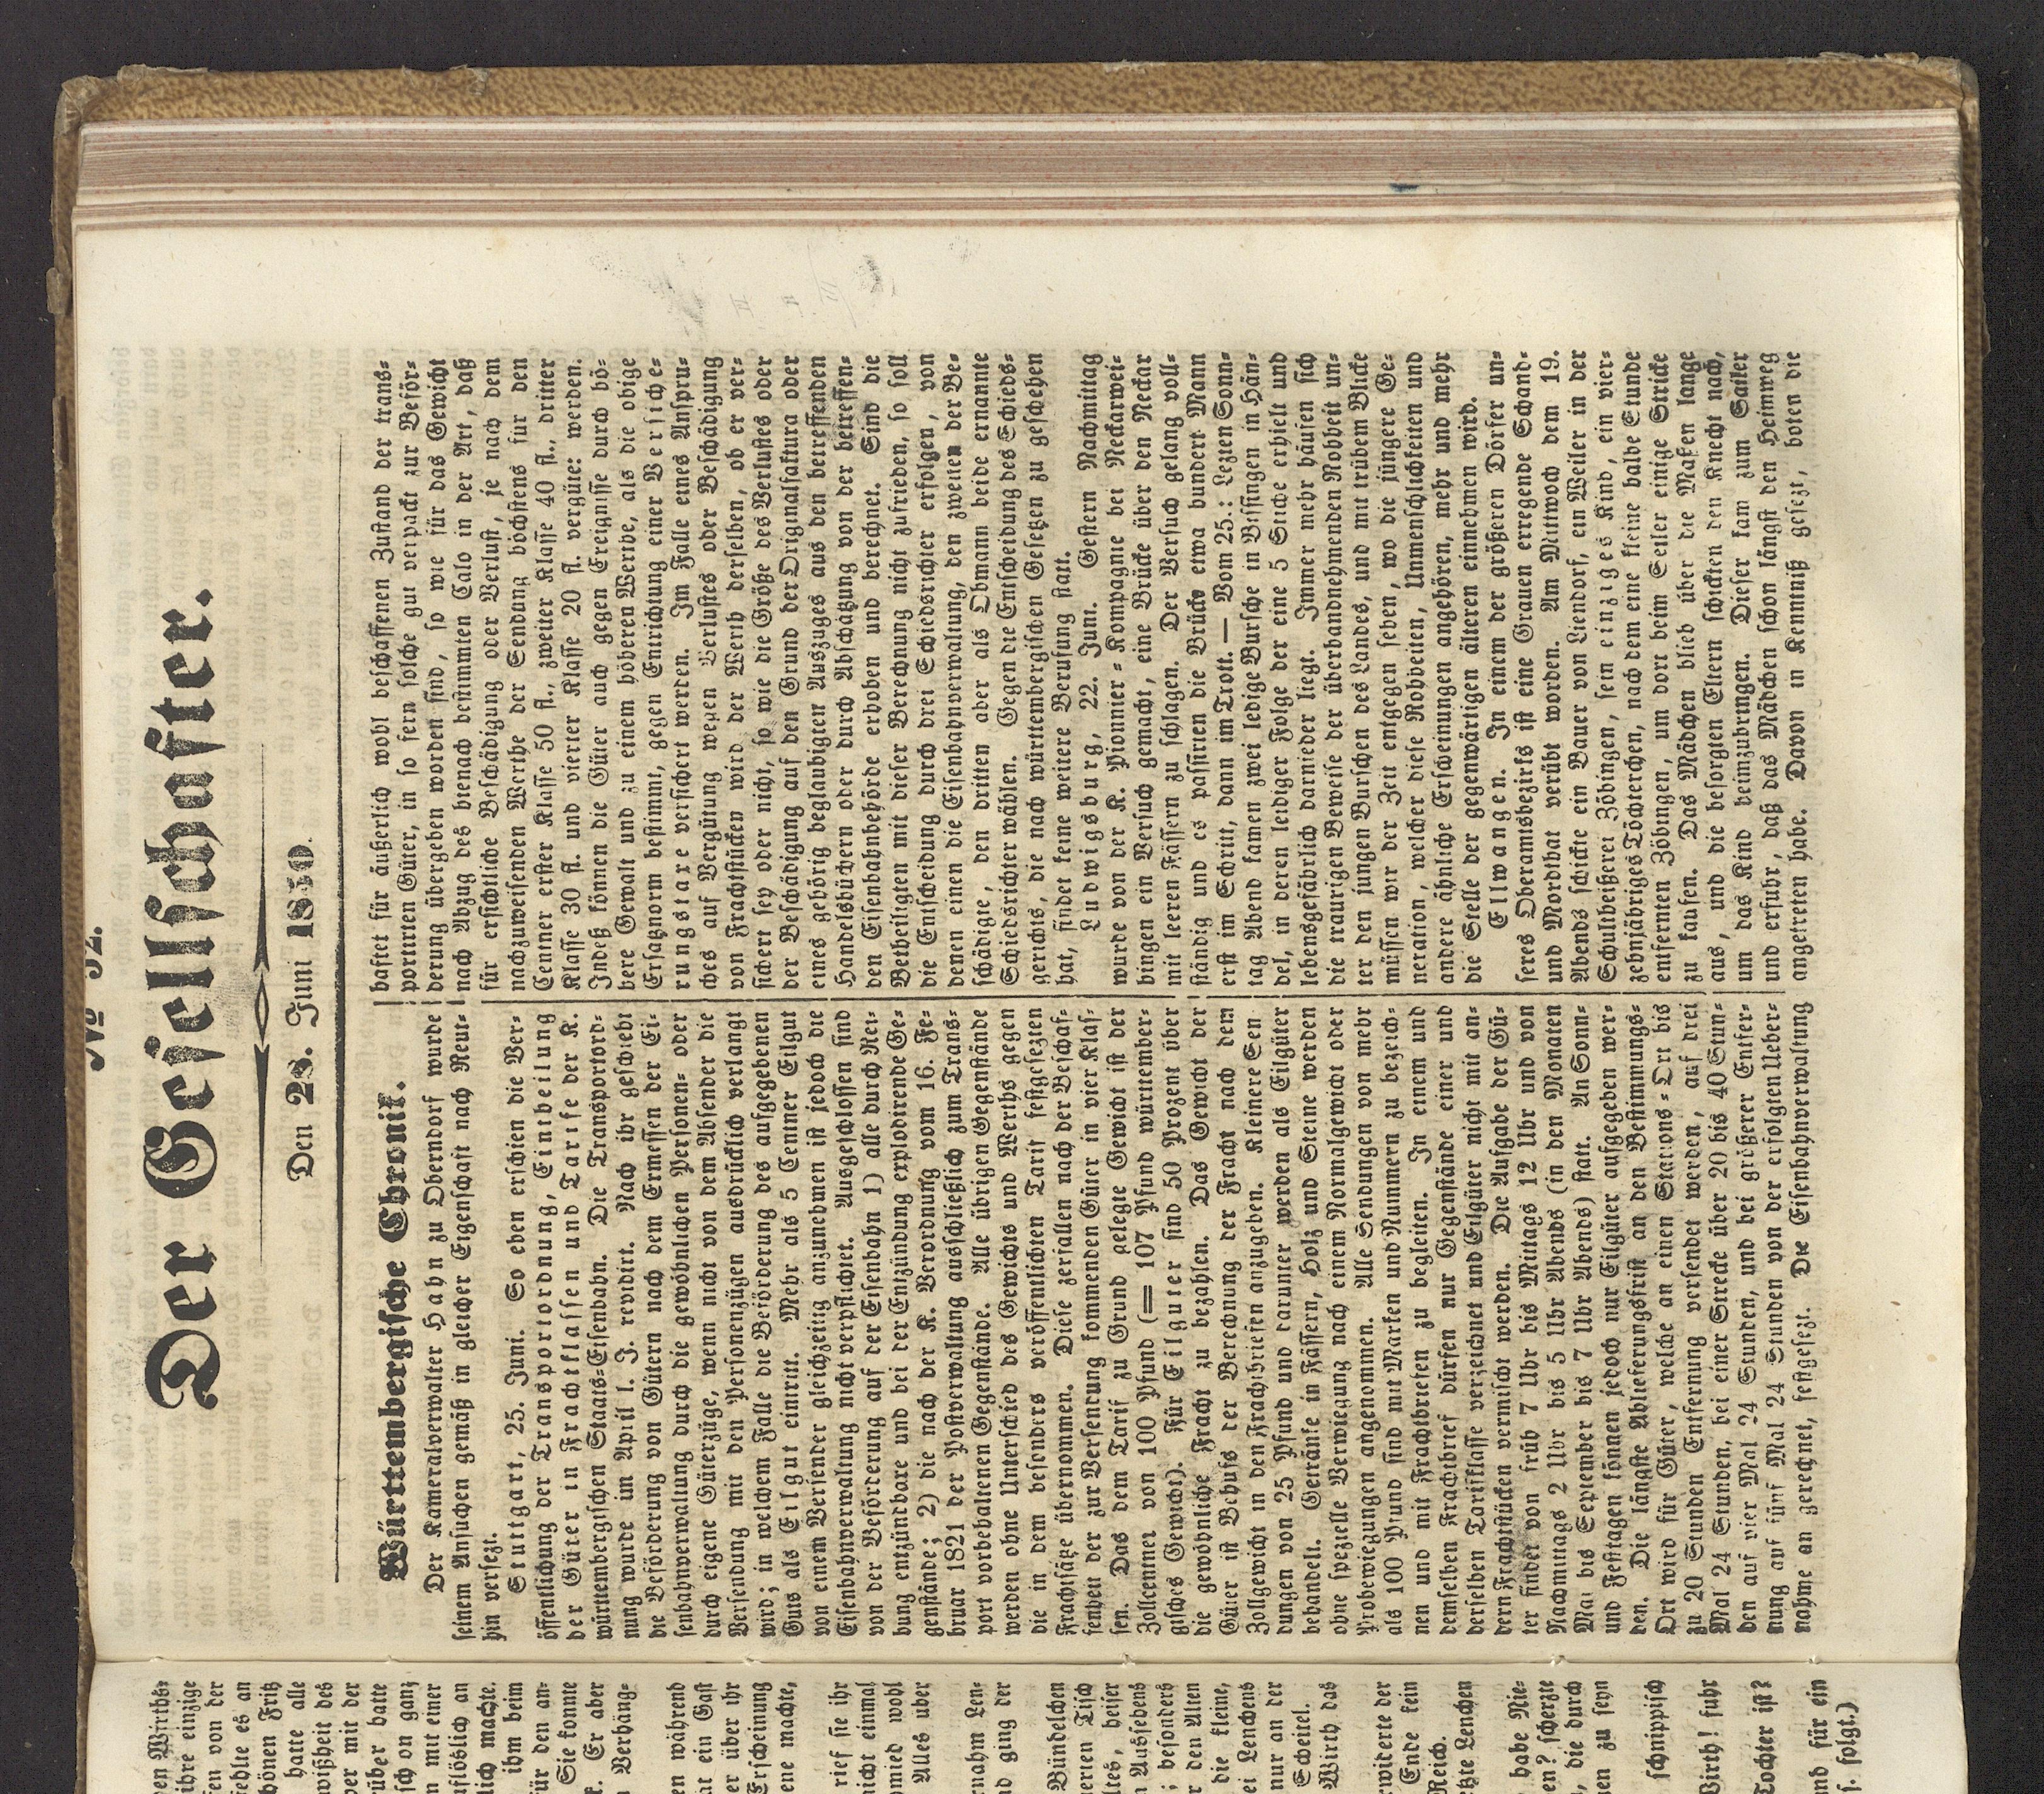 Nº 52.
Der Gesellschafter.
Den 28. Juni 1850.
Würtembergische Chronik.
Der Kameralverwalter Hahn zu Oberndorf wurde
seinem Ansuchen gemäß in gleicher Eigenschaft nach Reut-
hin versezt.
Stuttgart, 25. Juni. So eben erschien die Ver-
öffentlichung der Transportordnung, Eintheilung
der Güter in Frachtklassen und Tarife der K.
württembergischen Staats-Eisenbahn. Die Transportord-
nung wurde im April l. J. revidirt. Nach ihr geschieht
die Beförderung von Gütern nach dem Ermessen der Ei-
senbahnverwaltung durch die gewöhnlichen Personen- oder
durch eigene Güterzüge, wenn nicht von dem Absender die
Versendung mit den Personenzügen ausdrücklich verlangt
wird; in welchem Falle die Beförderung des aufgegebenen
Guts als Eilgut eintritt. Mehr als 5 Centner Eilgut
von einem Versender gleichzeitig anzunehmen ist jedoch die
Eisenbahnverwaltung nicht verpflichtet. Ausgeschlossen sind
von der Beförderung auf der Eisenbahn 1) alle durch Rei-
bung entzündbare und bei der Entzündung explodirende Ge-
genstände; 2) die nach der K. Verordnung vom 16. Fe-
bruar 1821 der Postverwaltung ausschließlich zum Trans-
port vorbehaltenen Gegenstände. Alle übrigen Gegenstände
werden ohne Unterschied des Gewichts und Werths gegen
die in dem besonders veröffentlichten Tarif festgesezten
Frachtsätze übernommen. Diese zerfallen nach der Beschaf-
fenheit der zur Versendung kommenden Güter in vier Klas-
sen. Das dem Tarif zu Grund gelegte Gewicht ist der
Zollcentner von 100 Pfund (= 107 Pfund württember-
gisches Gewicht). Für Eilgüter sind 50 Prozent über
die gewöhnliche Fracht zu bezahlen. Das Gewicht der
Güter ist Behufs der Berechnung der Fracht nach dem
Zollgewicht in den Frachtbriefen anzugeben. Kleinere Sen-
dungen von 25 Pfund und darunter werden als Eilgüter
behandelt. Getränke in Fässern, Holz und Steine werden
ohne spezielle Verwiegung nach einem Normalgewicht oder
Probewiegungen angenommen. Alle Sendungen von mehr
als 100 Pfund sind mit Marken und Nummern zu bezeich-
nen und mit Frachtbriefen zu begleiten. In einem und
demselben Frachtbrief dürfen nur Gegenstände einer und
derselben Tarifklasse verzeichnet und Eilgüter nicht mit an-
dern Frachtstücken vermischt werden. Die Aufgabe der Gü-
ter findet von früh 7 Uhr bis Mittags 12 Uhr und von
Nachmittags 2 Uhr bis 5 Uhr Abends (in den Monaten
Mai bis September bis 7 Uhr Abends) statt. An Sonn-
und Festtagen können jedoch nur Eilgüter aufgegeben wer-
den. Die längste Ablieferungsfrist an den Bestimmungs-
Ort wird für Güter, welche an einen Stations-Ort bis
zu 20 Stunden Entfernung versendet werden, auf drei
Mal 24 Stunden, bei einer Strecke über 20 bis 40 Stun-
den auf vier Mal 24 Stunden, und bei größerer Entfer-
nung auf fünf Mal 24 Stunden von der erfolgten Ueber-
nahme an gerechnet, festgesezt. Die Eisenbahnverwaltung
haftet für äußerlich wohl beschaffenen Zustand der trans-
portirten Güter, in so fern solche gut verpackt zur Beför-
derung übergeben worden sind, so wie für das Gewicht
nach Abzug des hienach bestimmten Calo in der Art, daß
für ersichtliche Beschädigung oder Verlust, je nach dem
nachzuweisenden Werthe der Sendung höchstens für den
Centner erster Klasse 50 fl., zweiter Klasse 40 fl., dritter
Klasse 30 fl. und vierter Klasse 20 fl. vergütet werden.
Indeß können die Güter auch gegen Ereignisse durch hö-
here Gewalt und zu einem höheren Werthe, als die obige
Ersaznorm bestimmt, gegen Entrichtung einer Versiche-
rungstare versichert werden. Im Falle eines Anspru-
ches auf Vergütung wegen Verlustes oder Beschädigung
von Frachtstücken wird der Werth derselben, ob er ver-
sichert sey oder nicht, so wie die Größe des Verlustes oder
der Beschädigung auf den Grund der Originalfaktura oder
eines gehörig beglaubigten Auszuges aus den betreffenden
Handelsbüchern oder durch Abschätzung von der betreffen-
den Eisenbahnbehörde erhoben und berechnet. Sind die
Betheiligten mit dieser Berechnung nicht zufrieden, so soll
die Entscheidung durch drei Schiedsrichter erfolgen, von
denen einen die Eisenbahnverwaltung, den zweiten der Be-
schädigte, den dritten aber als Obmann beide ernannte
Schiedsrichter wählen. Gegen die Entscheidung des Schieds-
gerichts, die nach württembergischen Gesetzen zu geschehen
hat, findet keine weitere Berufung statt.
Ludwigsburg, 22. Juni. Gestern Nachmittag
wurde von der K. Pionnier-Kompagnie bei Neckarwei-
bingen ein Versuch gemacht, eine Brücke über den Neckar
mit leeren Fässern zu schlagen. Der Versuch gelang voll-
ständig und es passirten die Brücke etwa hundert Mann
erst im Schritt, dann im Trott. — Vom 25.: Lezten Sonn-
tag Abend kamen zwei ledige Bursche in Bissingen in Hän-
del, in deren leidiger Folge der eine 5 Stiche erhielt und
lebensgefährlich darnieder liegt. Immer mehr häufen sich
die traurigen Beweise der überhandnehmenden Rohheit un-
ter den jungen Burschen des Landes, und mit trübem Blicke
müssen wir der Zeit entgegen sehen, wo die jüngere Ge-
neration, welcher diese Rohheiten, Unmenschlichkeiten und
andere ähnliche Erscheinungen angehören, mehr und mehr
die Stelle der gegenwärtigen älteren einnehmen wird.
Ellwangen. In einem der größeren Dörfer un-
seres Oberamtsbezirks ist eine Grauen erregende Schand-
und Mordthat verübt worden. Am Mittwoch dem 19.
Abends schickte ein Bauer von Liendorf, ein Weiler in der
Schultheißerei Zöbingen, sein einziges Kind, ein vier-
zehnjähriges Töchterchen, nach dem eine kleine halbe Stunde
entfernten Zöbingen, um dort beim Seiler einige Stricke
zu kaufen. Das Mädchen blieb über die Maßen lange
aus, und die besorgten Eltern schickten den Knecht nach,
um das Kind heimzubringen. Dieser kam zum Sailer
und erfuhr, daß das Mädchen schon längst den Heimweg
angetreten habe. Davon in Kenntniß gesezt, boten die